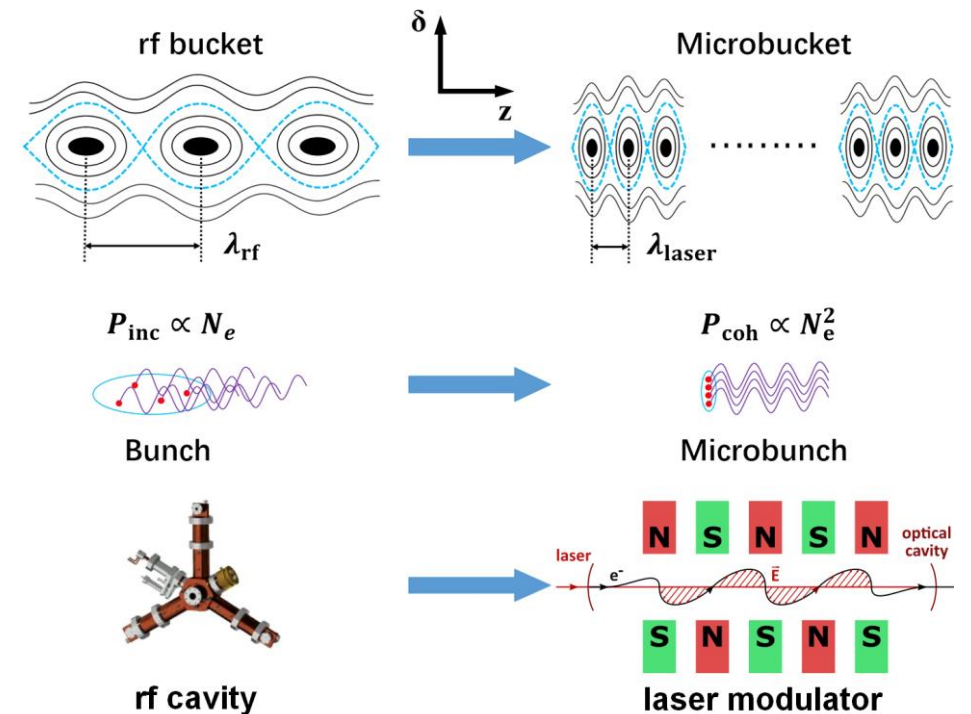 rf bucket
δ
z
Microbucket
λrf
λlaser
Pinc ∝ Ne
Pcoh ∝ Ne²
Bunch
Microbunch
N S N S N
optical
cavity
laser
e⁻
E⃗
S N S N S
rf cavity
laser modulator